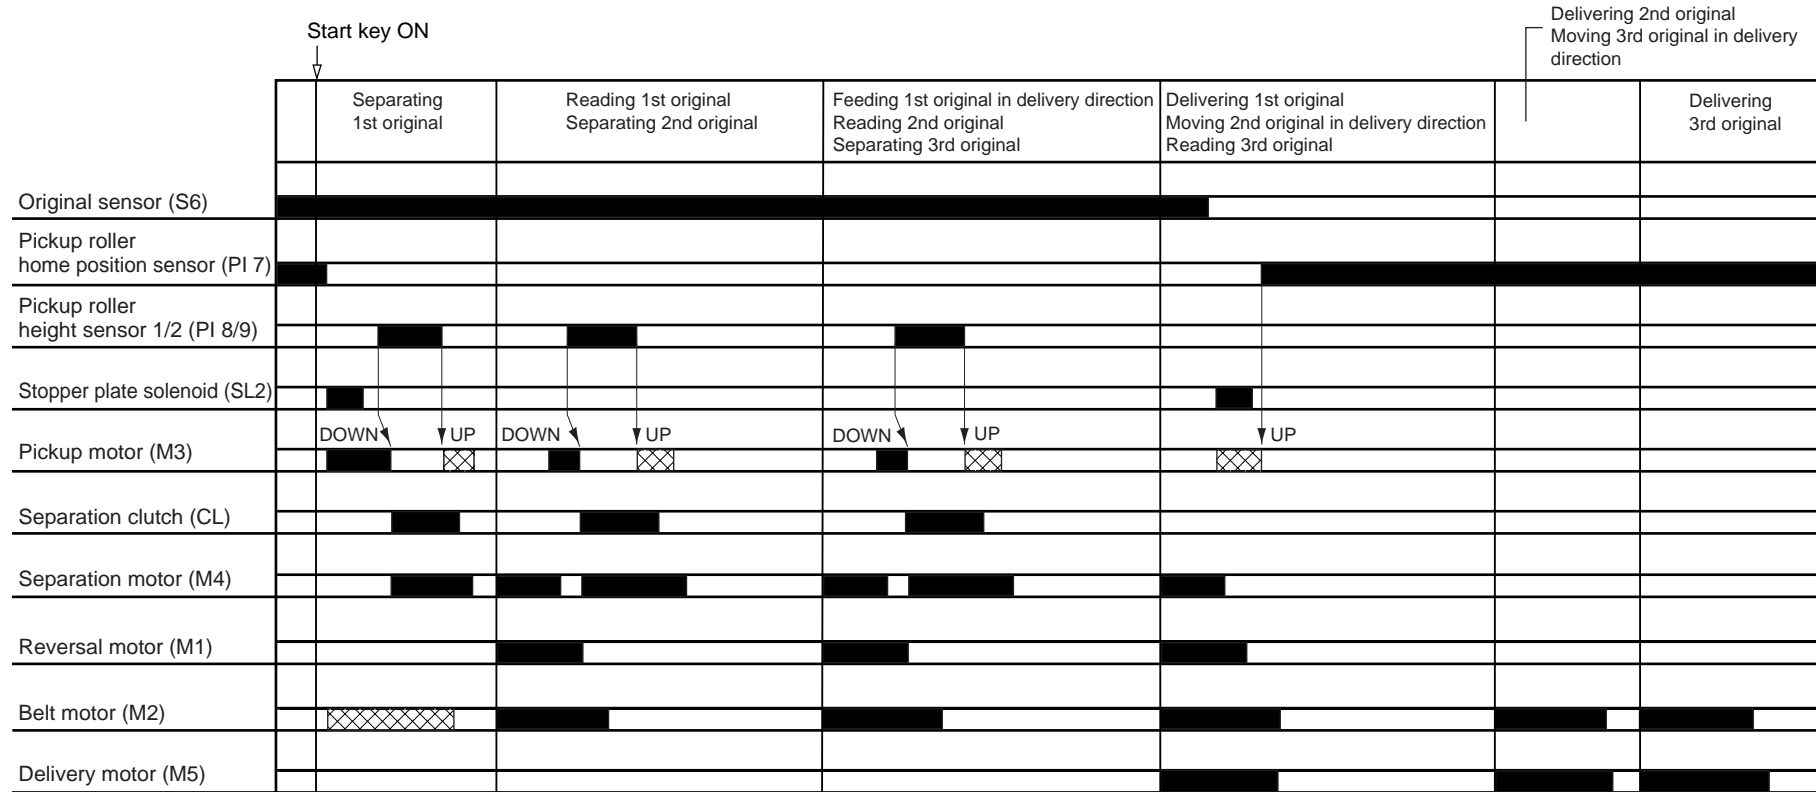 Start key ON
Delivering 2nd original
Moving 3rd original in delivery
direction
Separating
1st original
Reading 1st original
Separating 2nd original
Feeding 1st original in delivery direction
Reading 2nd original
Separating 3rd original
Delivering 1st original
Moving 2nd original in delivery direction
Reading 3rd original
Delivering
3rd original
Original sensor (S6)
Pickup roller
home position sensor (PI 7)
Pickup roller
height sensor 1/2 (PI 8/9)
Stopper plate solenoid (SL2)
Pickup motor (M3)
DOWN
UP
DOWN
UP
DOWN
UP
UP
Separation clutch (CL)
Separation motor (M4)
Reversal motor (M1)
Belt motor (M2)
Delivery motor (M5)